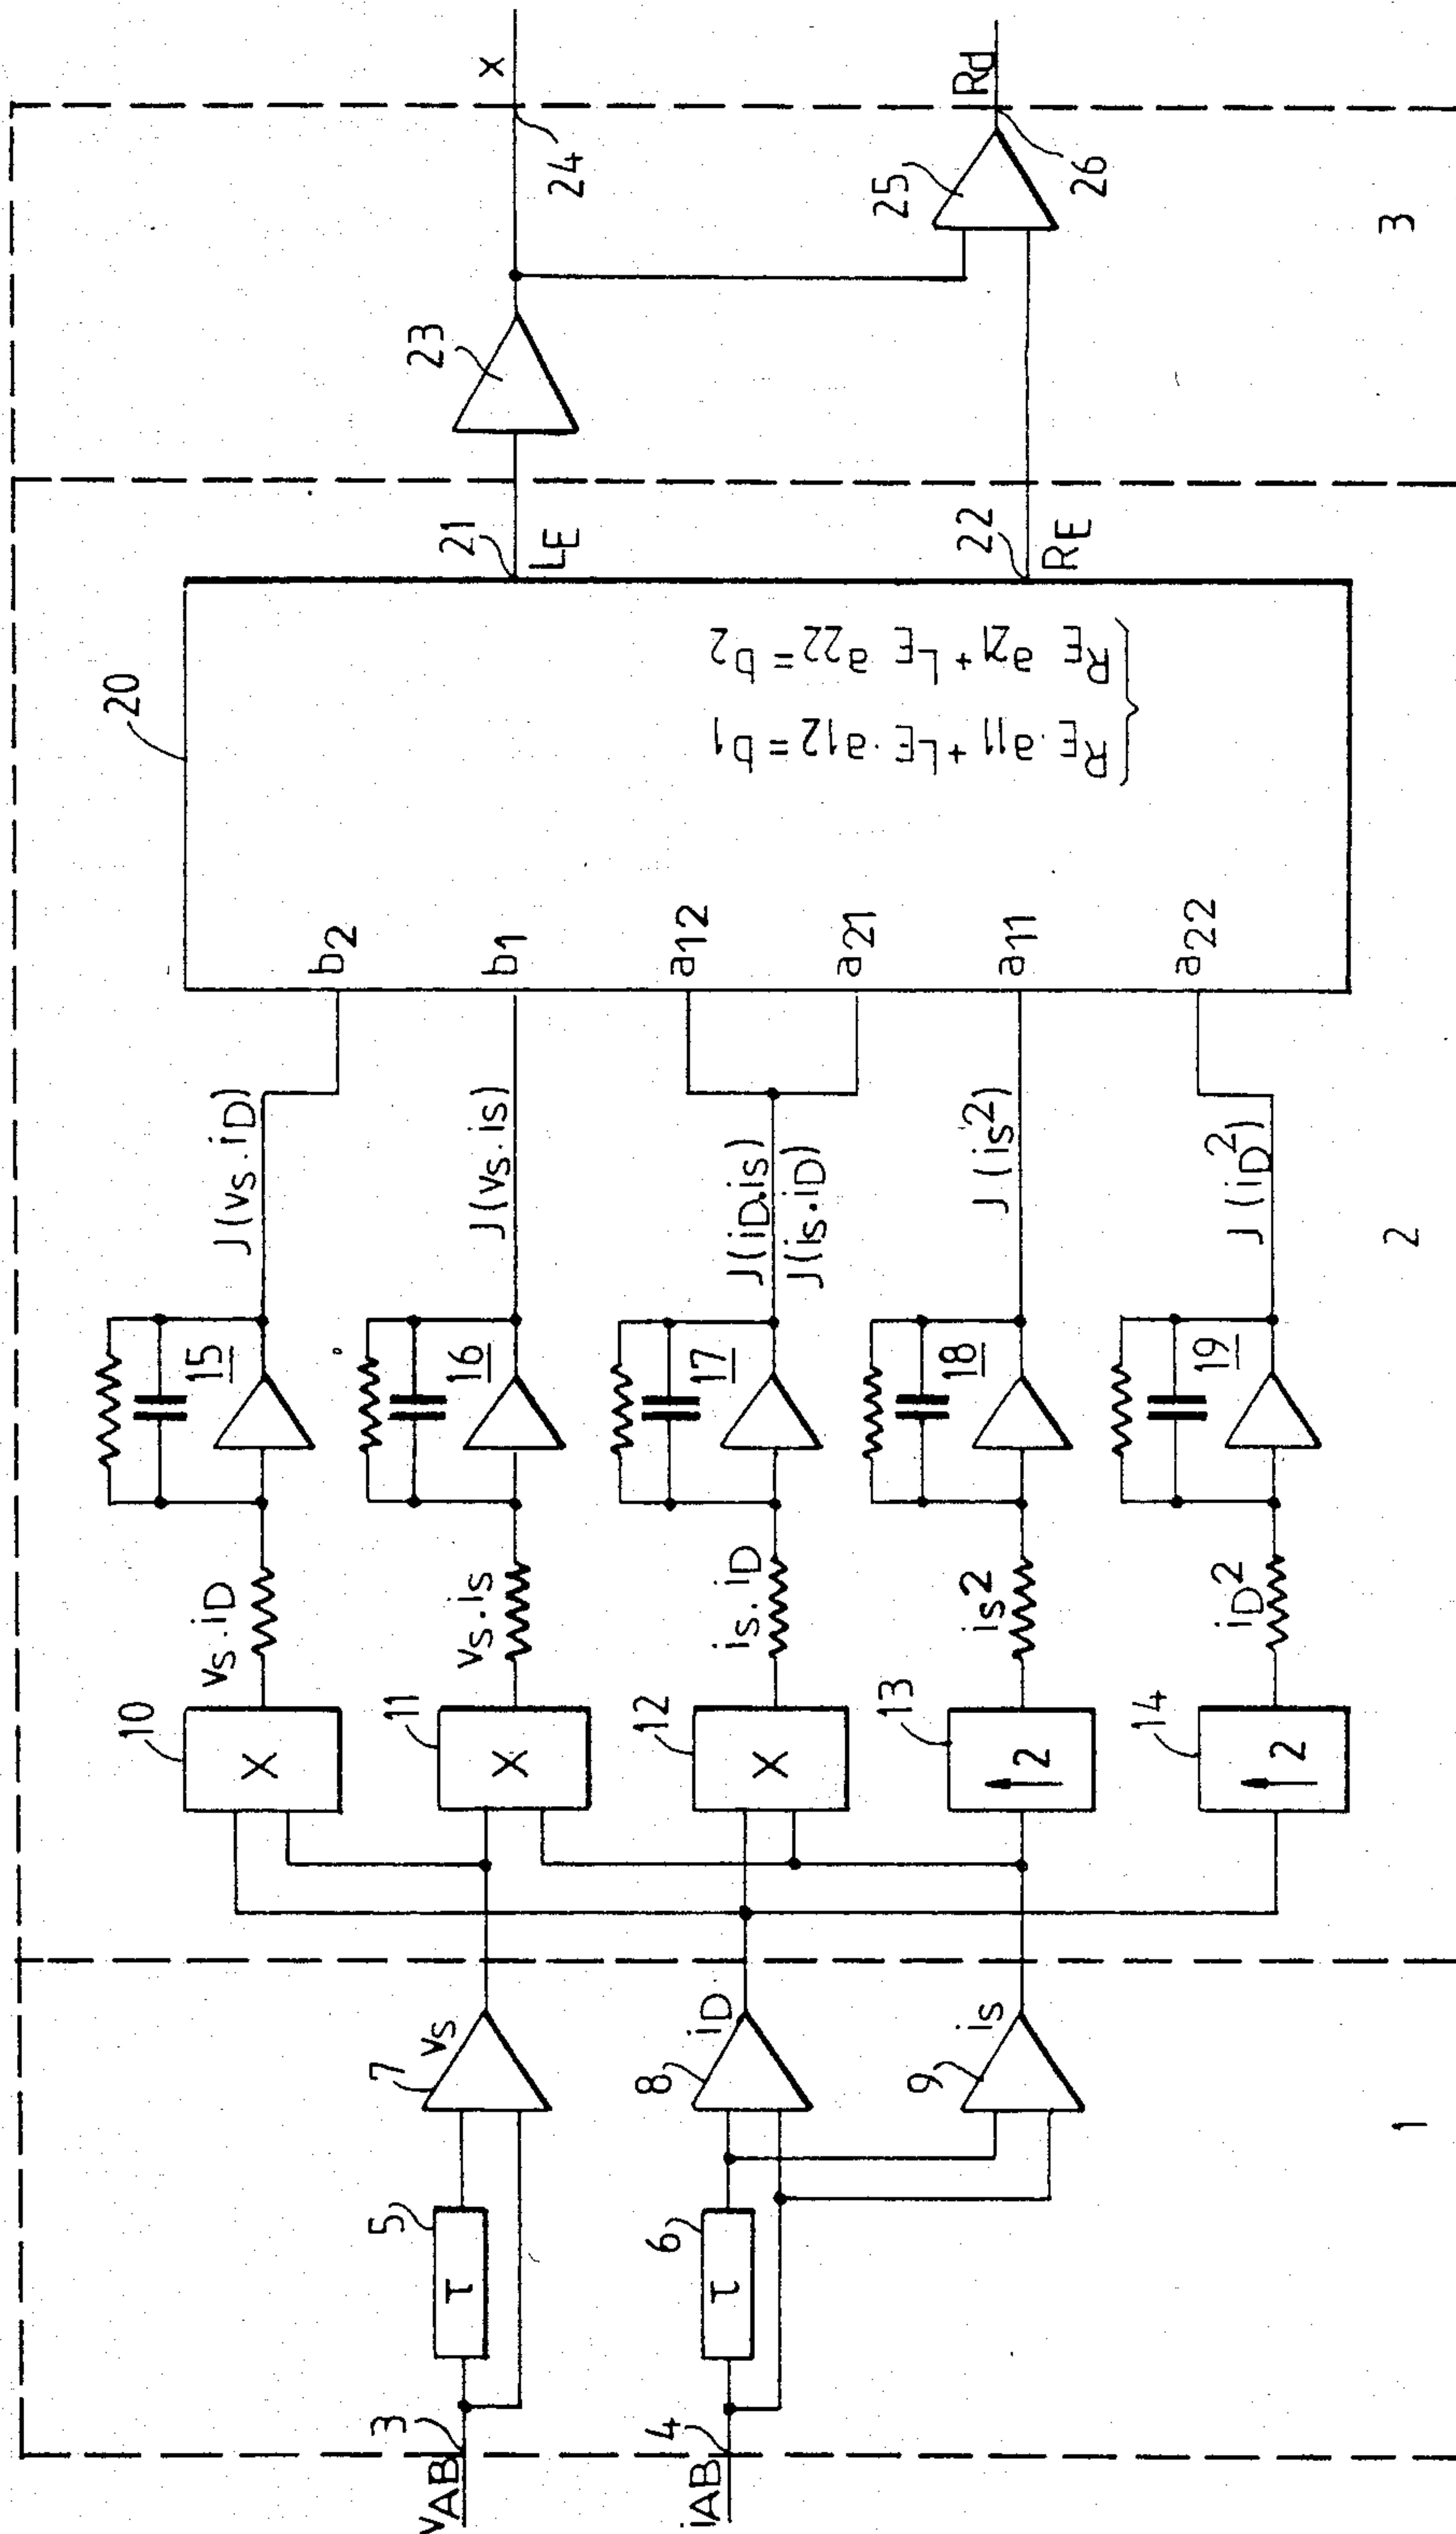 vAB
3
iAB
4
5
τ
6
τ
7
vS
8
iD
9
iS
1
10
X
vS.iD
15
J(vS.iD)
11
X
vS.iS
16
J(vS.iS)
12
X
iS.iD
17
J(iD.iS)
J(iS.iD)
13
2
iS2
18
J(iS2)
14
2
iD2
19
J(iD2)
2
20
b2
b1
a12
a21
a11
a22
RE·a11+LE·a12=b1
RE a21+LE a22=b2
21
LE
22
RE
23
24
x
25
26
Rd
3